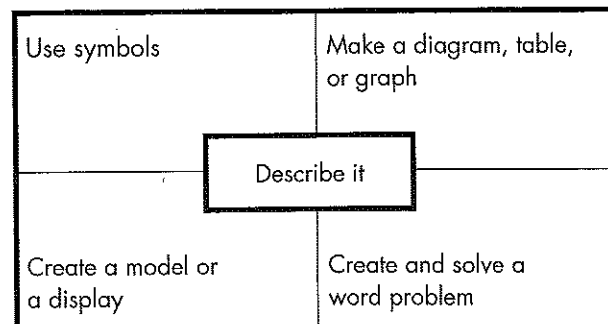 Use symbols
Make a diagram, table,
or graph
Describe it
Create a model or
a display
Create and solve a
word problem